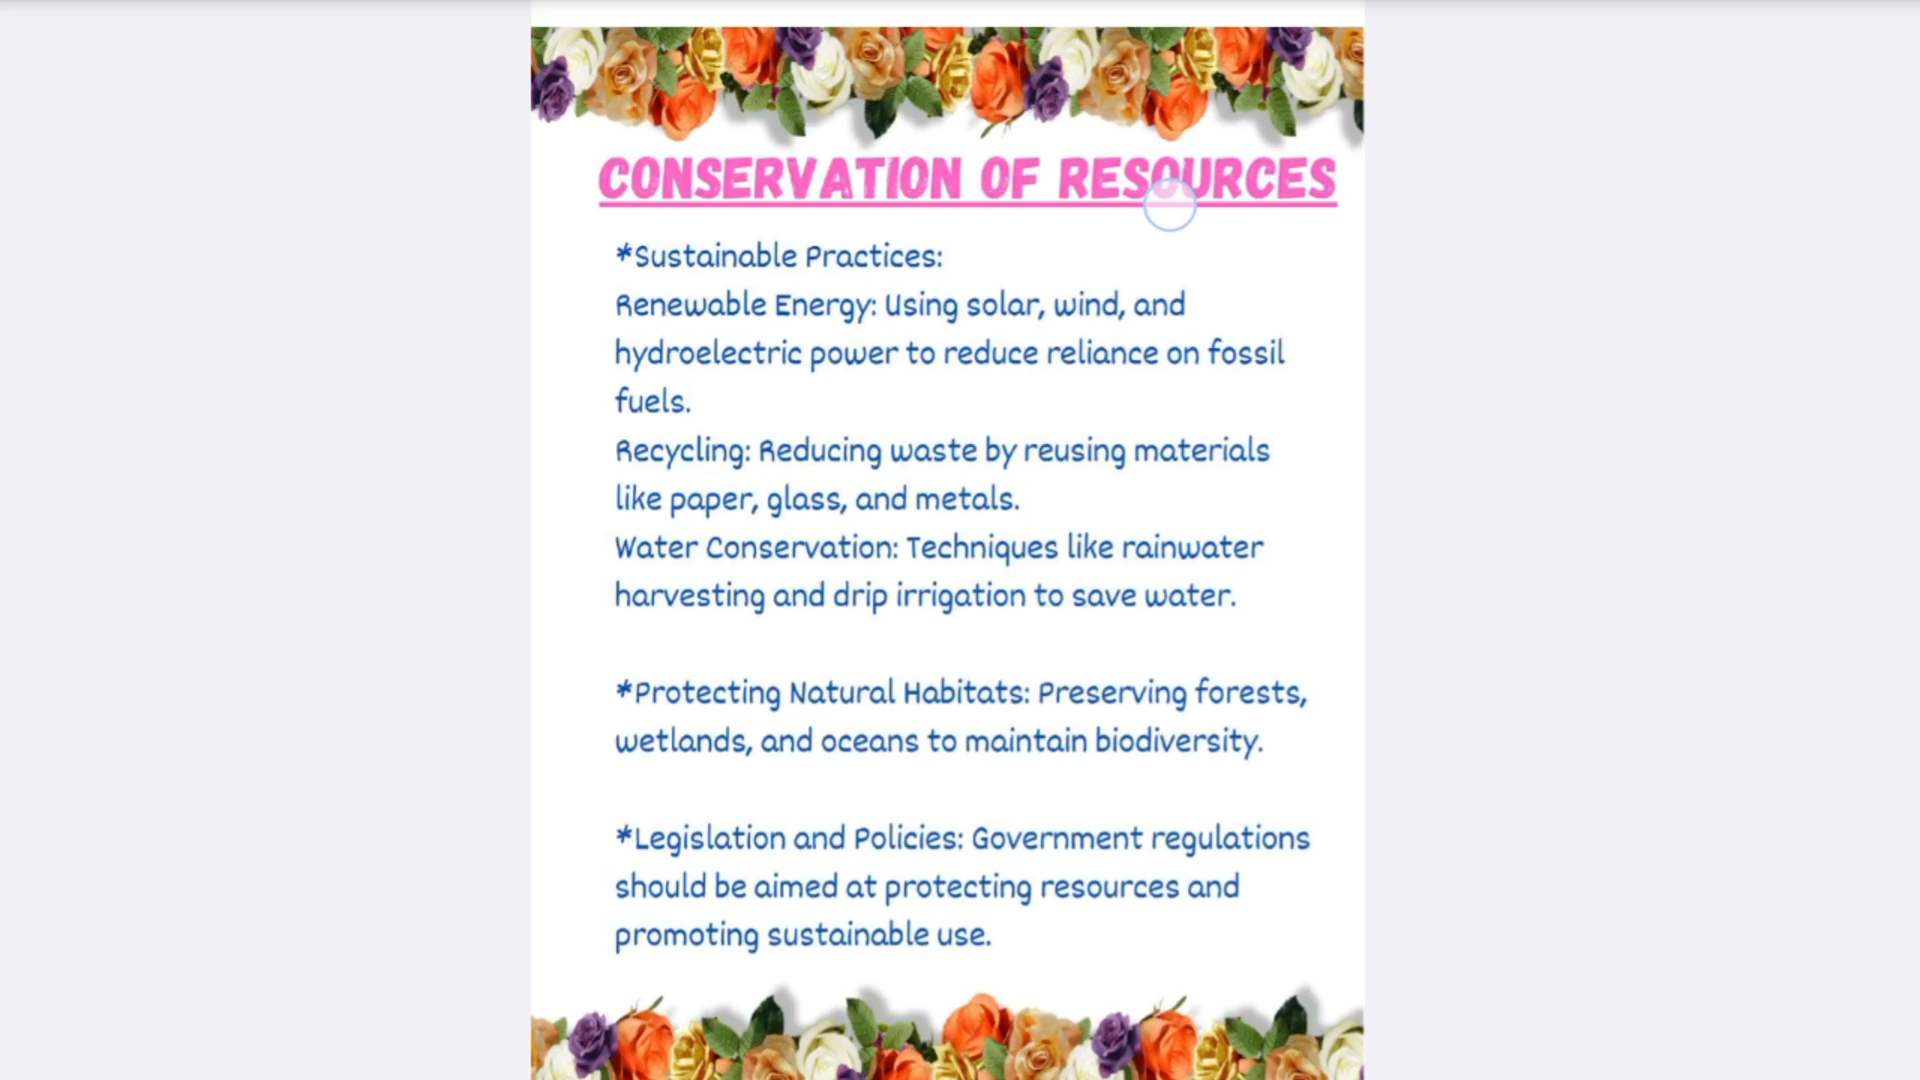 CONSERVATION OF RESOURCES
*Sustainable Practices:
Renewable Energy: Using solar, wind, and
hydroelectric power to reduce reliance on fossil
fuels.
Recycling: Reducing waste by reusing materials
like paper, glass, and metals.
Water Conservation: Techniques like rainwater
harvesting and drip irrigation to save water.
*Protecting Natural Habitats: Preserving forests,
wetlands, and oceans to maintain biodiversity.
*Legislation and Policies: Government regulations
should be aimed at protecting resources and
promoting sustainable use.